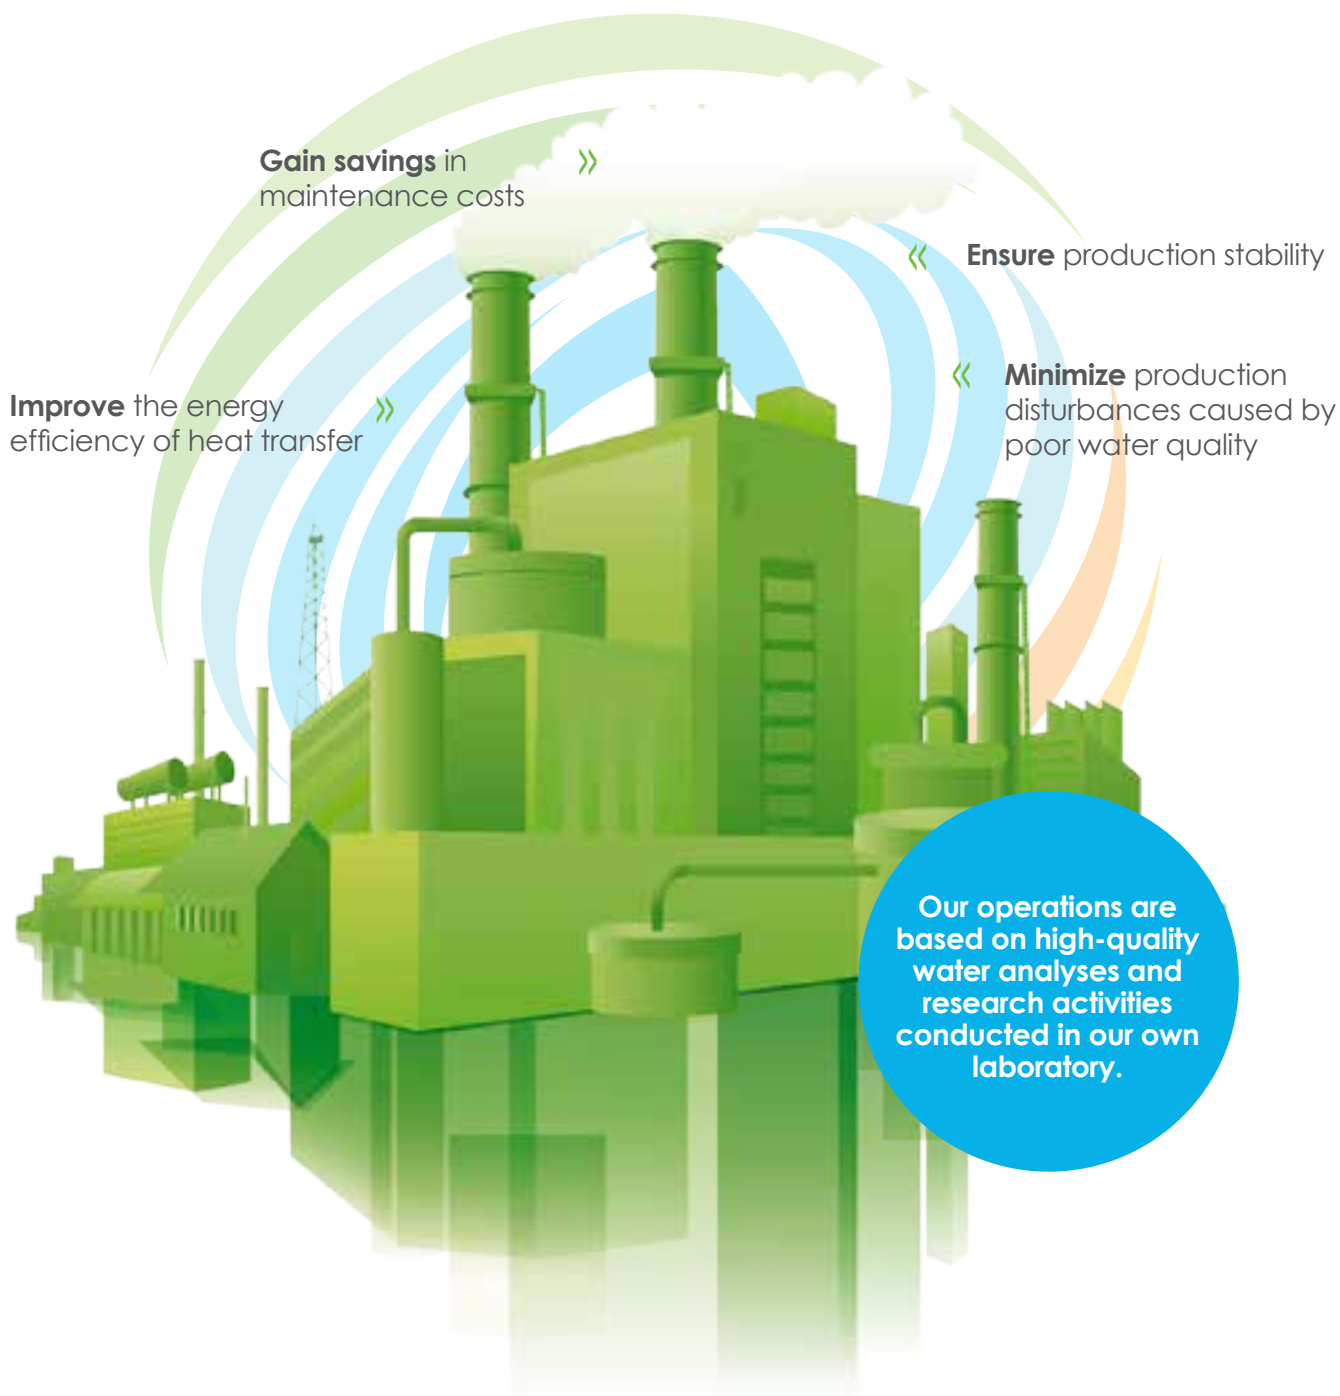 Gain savings in
maintenance costs
Ensure production stability
Minimize production
disturbances caused by
poor water quality
Improve the energy
efficiency of heat transfer
Our operations are
based on high-quality
water analyses and
research activities
conducted in our own
laboratory.